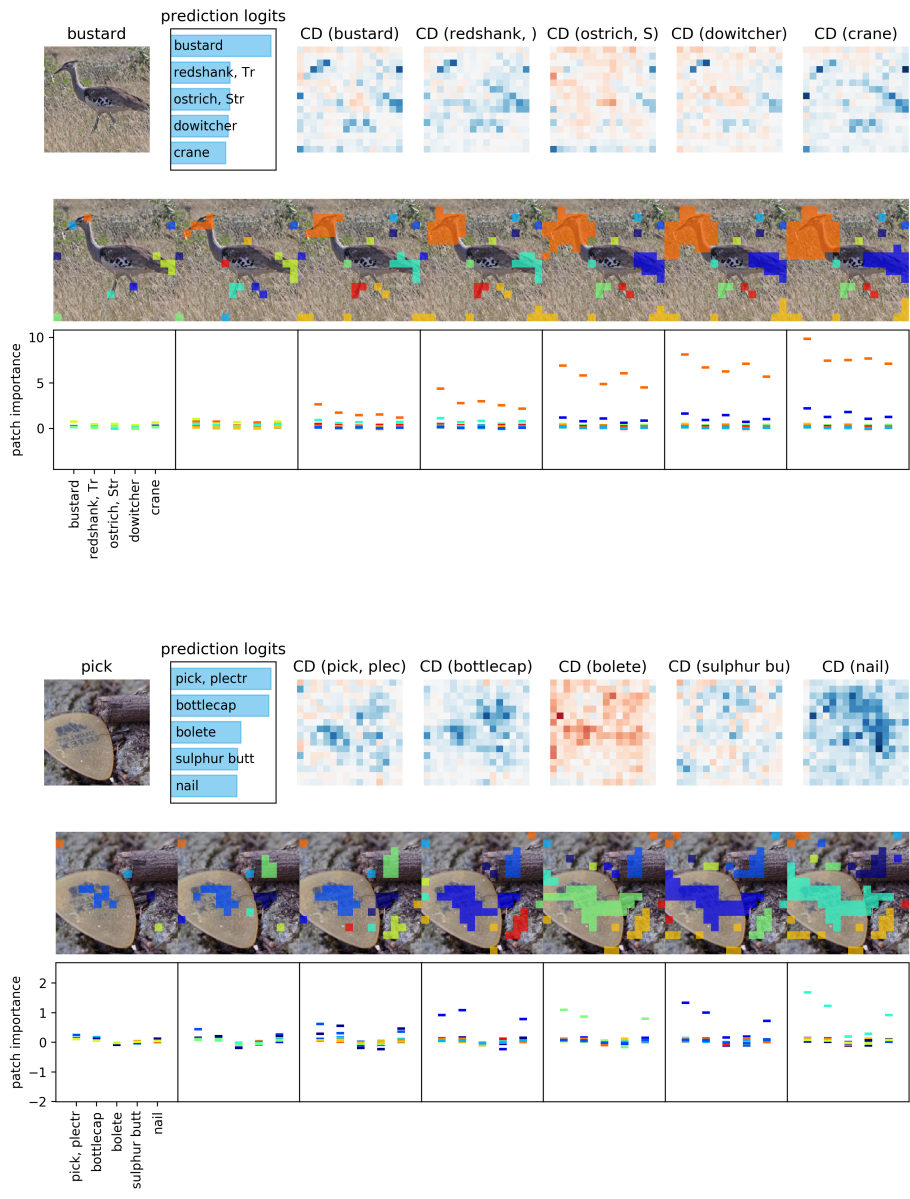 prediction logits
bustard
CD (bustard)
CD (redshank, )
CD (ostrich, S)
CD (dowitcher)
CD (crane)
bustard
redshank, Tr
ostrich, Str
dowitcher
crane
10
5
0
patch importance
bustard
redshank, Tr
ostrich, Str
dowitcher
crane
prediction logits
pick
CD (pick, plec)
CD (bottlecap)
CD (bolete)
CD (sulphur bu)
CD (nail)
pick, plectr
bottlecap
bolete
sulphur butt
nail
2
1
0
−1
−2
patch importance
pick, plectr
bottlecap
bolete
sulphur butt
nail